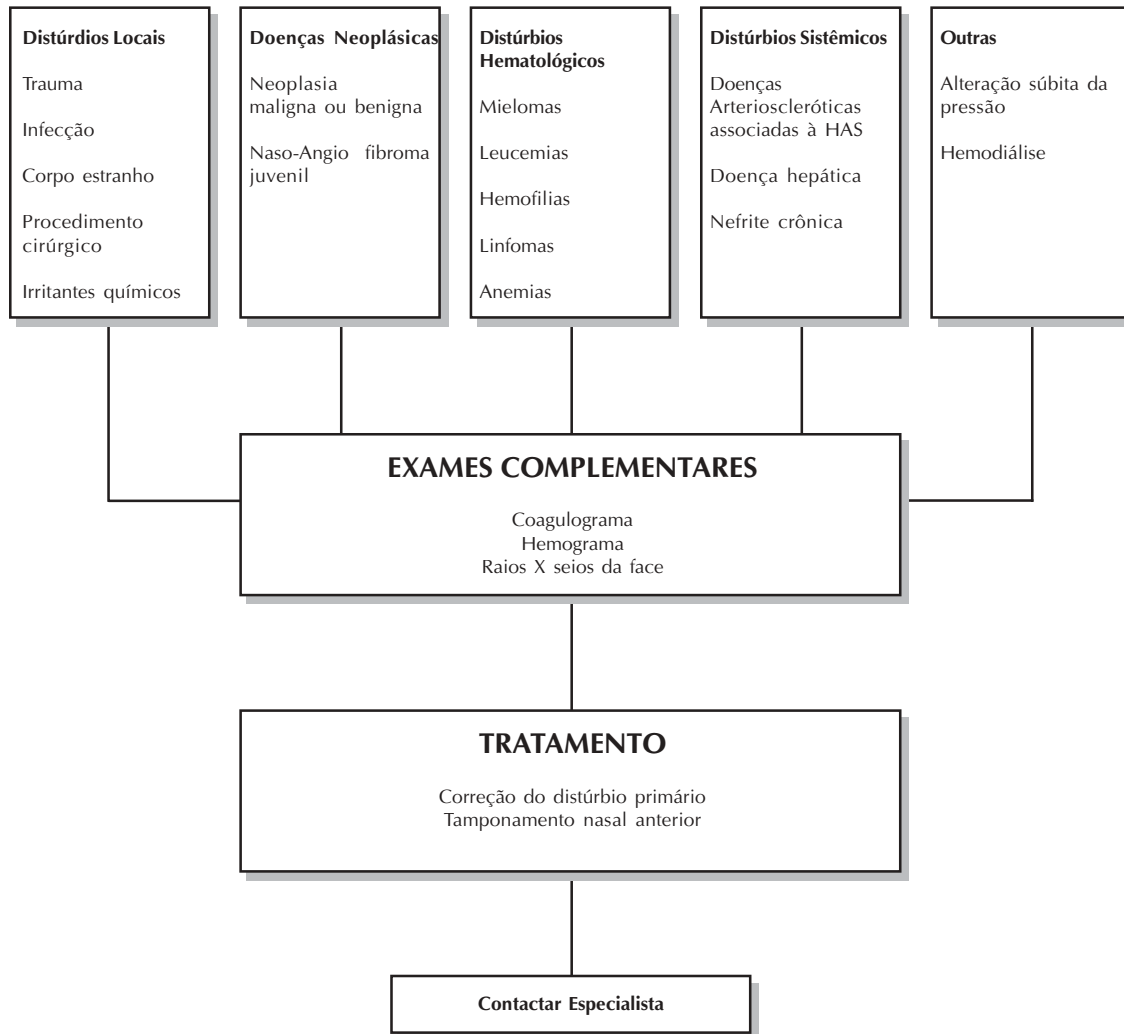 Distúrdios Locais
Trauma
Infecção
Corpo estranho
Procedimento
cirúrgico
Irritantes químicos
Doenças Neoplásicas
Neoplasia
maligna ou benigna
Naso-Angio fibroma
juvenil
Distúrbios
Hematológicos
Mielomas
Leucemias
Hemofilias
Linfomas
Anemias
Distúrbios Sistêmicos
Doenças
Arterioscleróticas
associadas à HAS
Doença hepática
Nefrite crônica
Outras
Alteração súbita da
pressão
Hemodiálise
EXAMES COMPLEMENTARES
Coagulograma
Hemograma
Raios X seios da face
TRATAMENTO
Correção do distúrbio primário
Tamponamento nasal anterior
Contactar Especialista